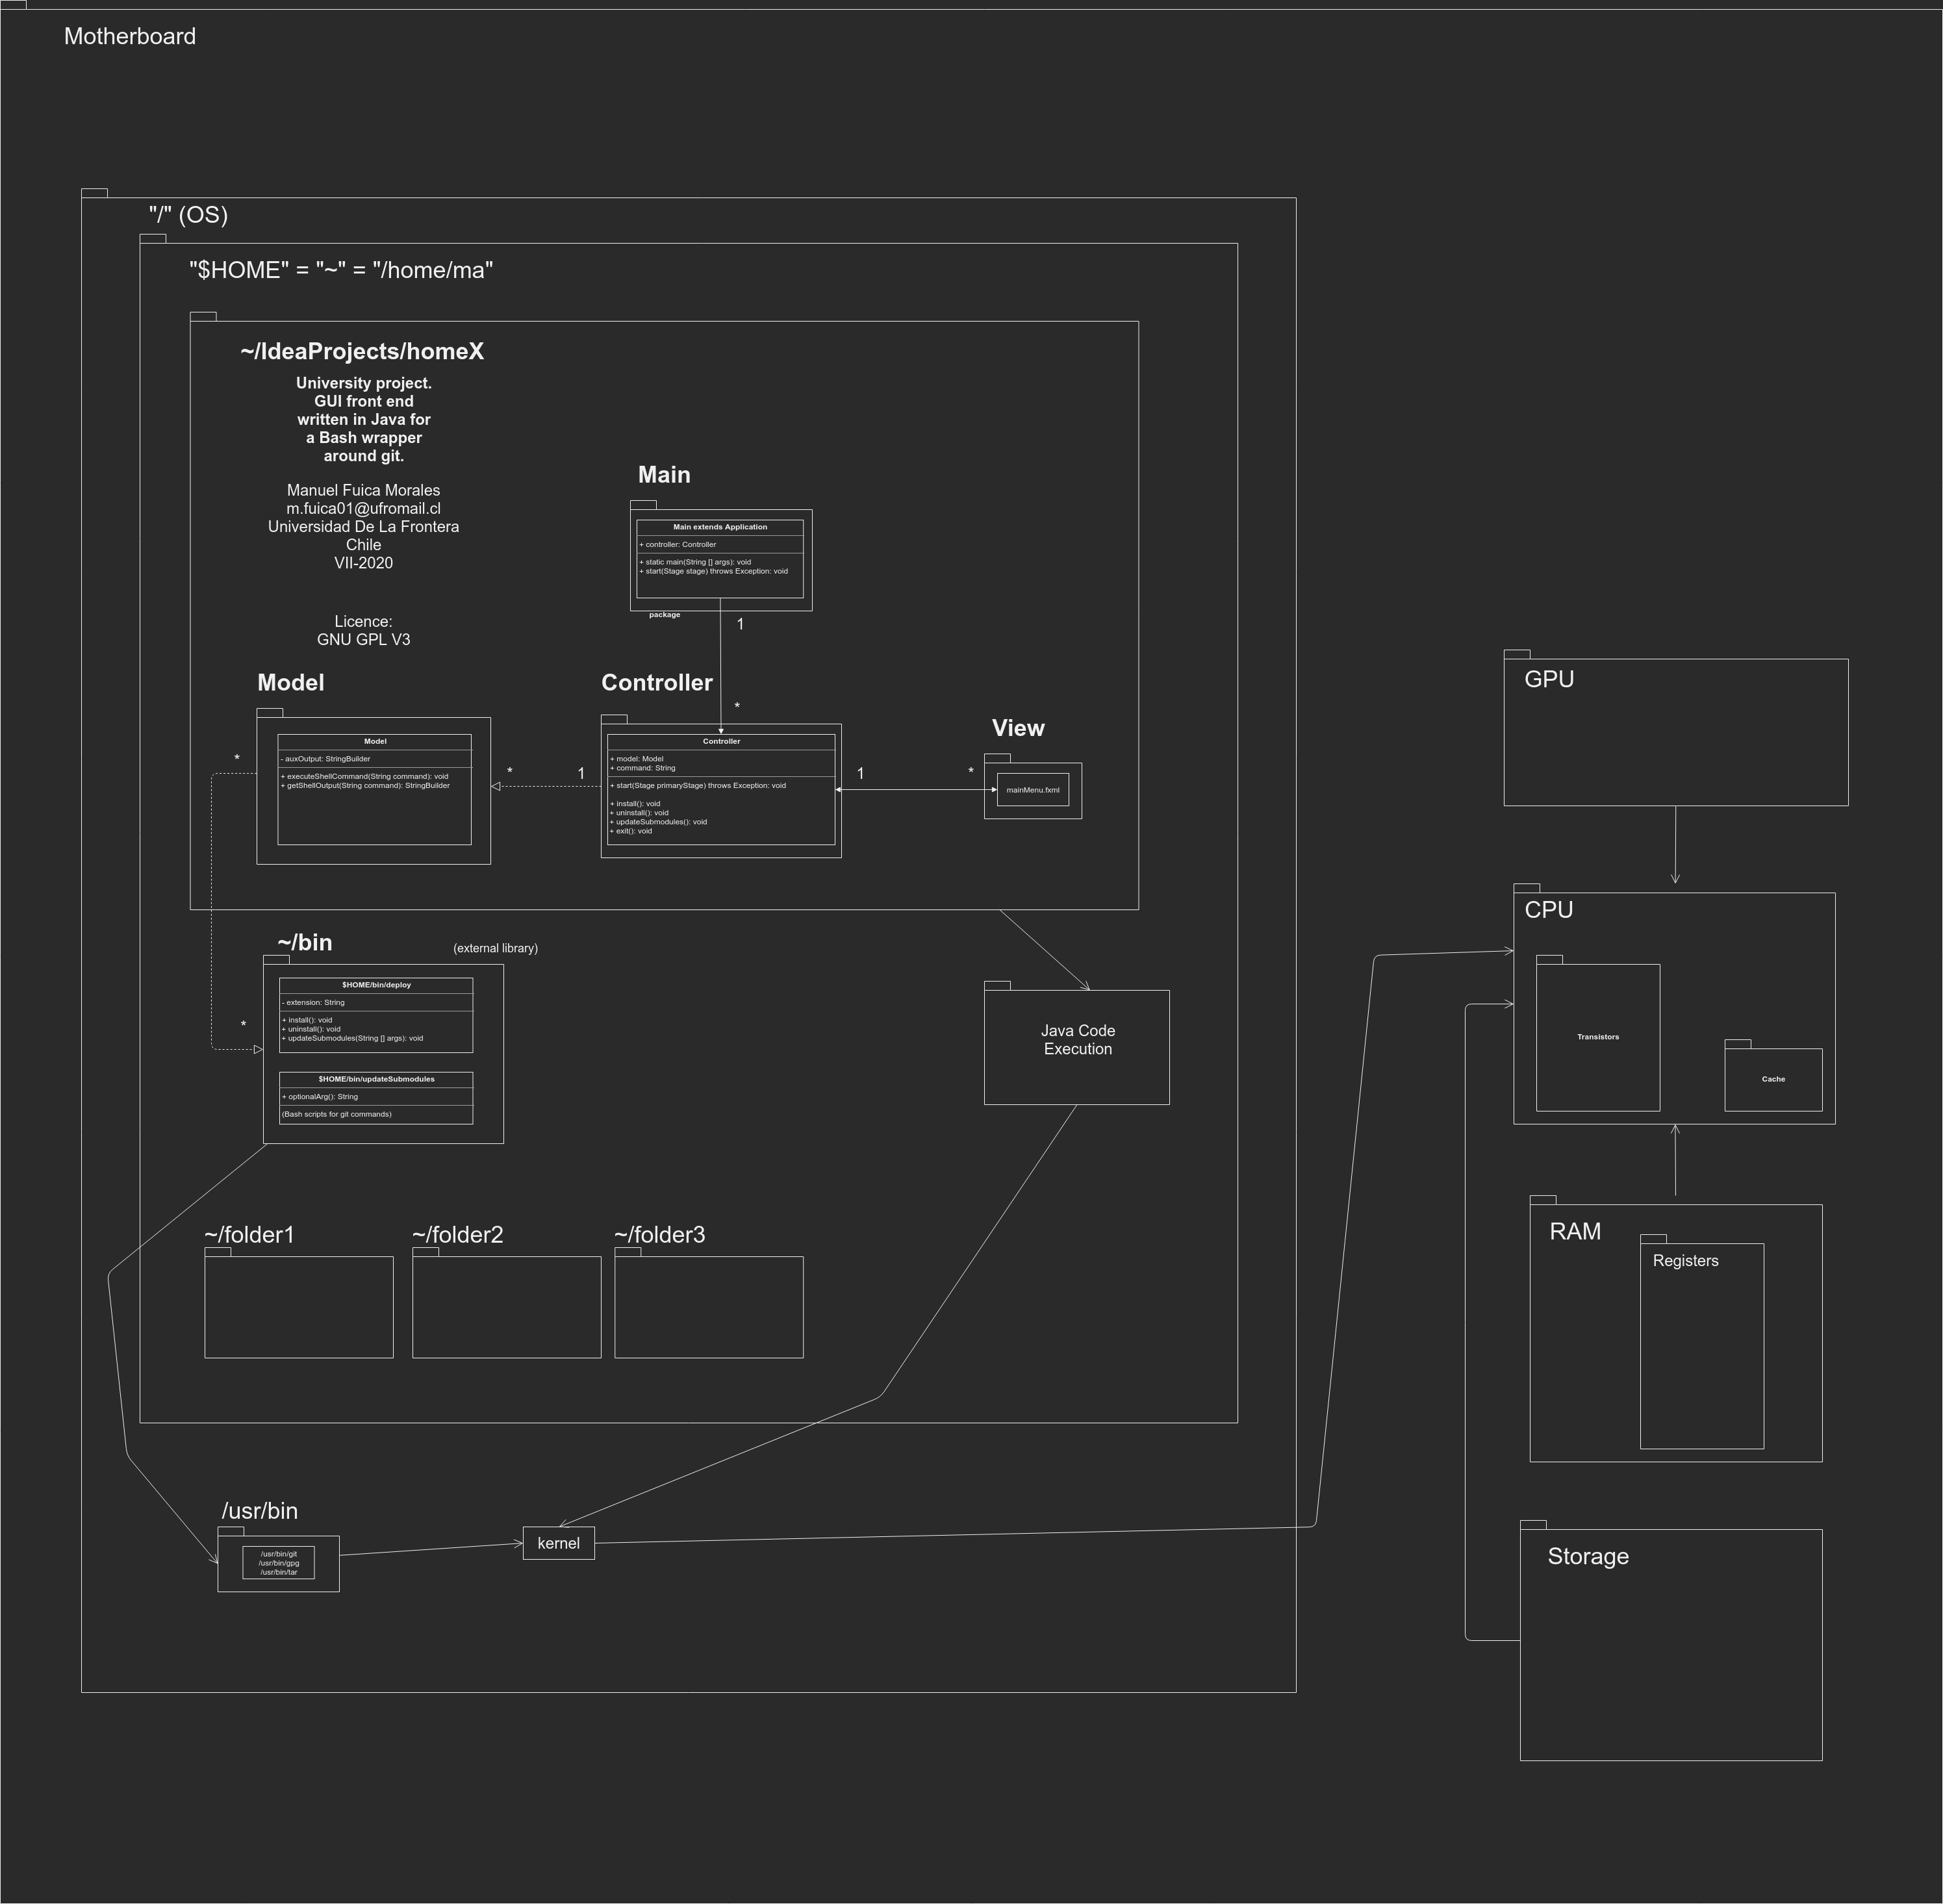 Motherboard
"/" (OS)
"$HOME" = "~" = "/home/ma"
~/IdeaProjects/homeX
University project.
GUI front end
written in Java for
a Bash wrapper
around git.
Manuel Fuica Morales
m.fuica01@ufromail.cl
Universidad De La Frontera
Chile
VII-2020
Licence:
GNU GPL V3
Main
Main extends Application
+ controller: Controller
+ static main(String [] args): void
+ start(Stage stage) throws Exception: void
package
1
*
Model
Model
- auxOutput: StringBuilder
+ executeShellCommand(String command): void
+ getShellOutput(String command): StringBuilder
*
*
1
Controller
Controller
+ model: Model
+ command: String
+ start(Stage primaryStage) throws Exception: void
+ install(): void
+ uninstall(): void
+ updateSubmodules(): void
+ exit(): void
1
*
View
mainMenu.fxml
~/bin
(external library)
$HOME/bin/deploy
- extension: String
+ install(): void
+ uninstall(): void
+ updateSubmodules(String [] args): void
*
$HOME/bin/updateSubmodules
+ optionalArg(): String
(Bash scripts for git commands)
Java Code
Execution
~/folder1
~/folder2
~/folder3
/usr/bin
/usr/bin/git
/usr/bin/gpg
/usr/bin/tar
kernel
GPU
CPU
Transistors
Cache
RAM
Registers
Storage